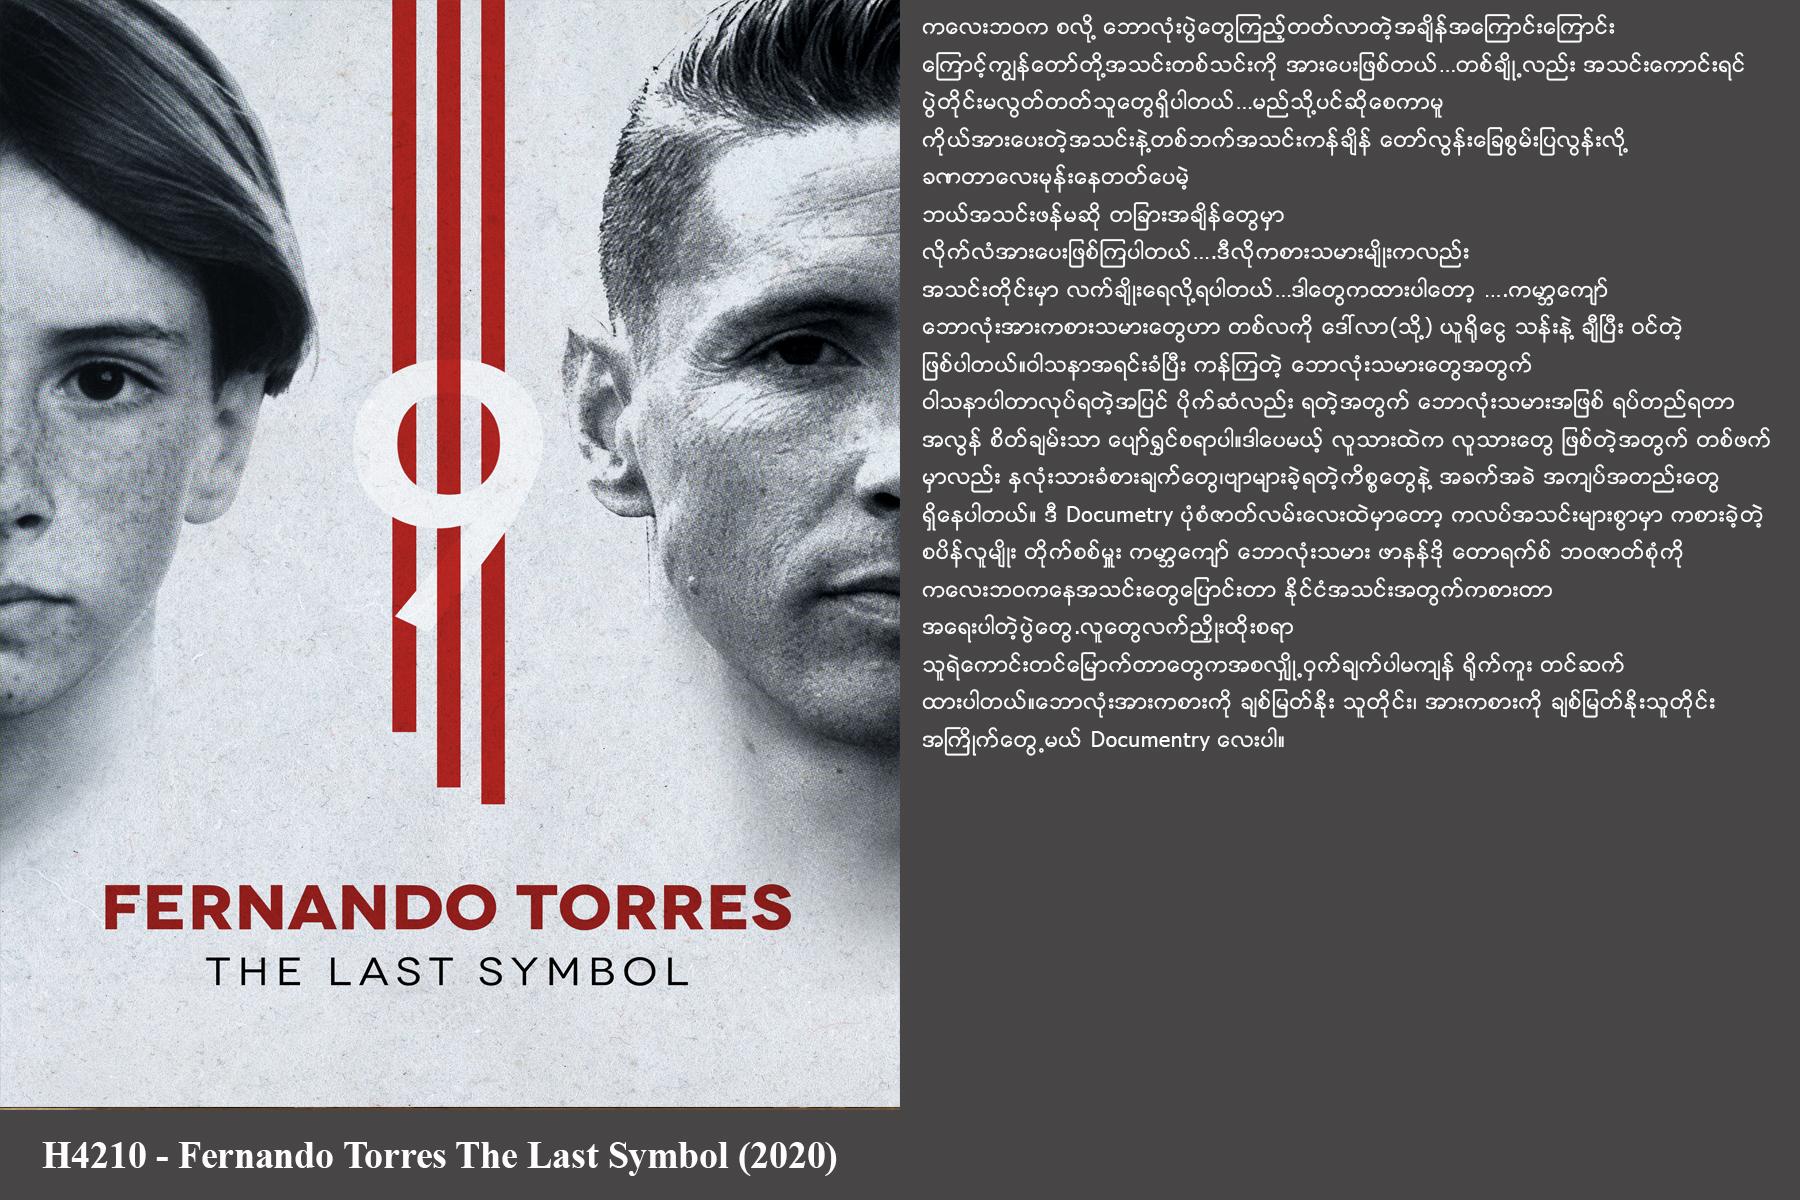 9
FERNANDO TORRES
THE LAST SYMBOL
H4210 - Fernando Torres The Last Symbol (2020)
ကလေးဘဝက စလို့ ဘောလုံးပွဲတွေကြည့်တတ်လာတဲ့အချိန်အကြောင်းကြောင်း
ကြောင့်ကျွန်တော်တို့အသင်းတစ်သင်းကို အားပေးဖြစ်တယ်...တစ်ချို့လည်း အသင်းကောင်းရင်
ပွဲတိုင်းမလွတ်တတ်သူတွေရှိပါတယ်...မည်သို့ပင်ဆိုစေကာမူ
ကိုယ်အားပေးတဲ့အသင်းနဲ့တစ်ဘက်အသင်းကန်ချိန် တော်လွန်းခြေစွမ်းပြလွန်းလို့
ခဏတာလေးမုန်းနေတတ်ပေမဲ့
ဘယ်အသင်းဖန်မဆို တခြားအချိန်တွေမှာ
လိုက်လံအားပေးဖြစ်ကြပါတယ်....ဒီလိုကစားသမားမျိုးကလည်း
အသင်းတိုင်းမှာ လက်ချိုးရေလို့ရပါတယ်...ဒါတွေကထားပါတော့ ....ကမ္ဘာကျော်
ဘောလုံးအားကစားသမားတွေဟာ တစ်လကို ဒေါ်လာ(သို့) ယူရိုငွေ သန်းနဲ့ ချီပြီး ဝင်တဲ့
ဖြစ်ပါတယ်။ဝါသနာအရင်းခံပြီး ကန်ကြတဲ့ ဘောလုံးသမားတွေအတွက်
ဝါသနာပါတာလုပ်ရတဲ့အပြင် ပိုက်ဆံလည်း ရတဲ့အတွက် ဘောလုံးသမားအဖြစ် ရပ်တည်ရတာ
အလွန် စိတ်ချမ်းသာ ပျော်ရွှင်စရာပါ။ဒါပေမယ့် လူသားထဲက လူသားတွေ ဖြစ်တဲ့အတွက် တစ်ဖက်
မှာလည်း နှလုံးသားခံစားချက်တွေ၊ဗျာများခဲ့ရတဲ့ကိစ္စတွေနဲ့ အခက်အခဲ အကျပ်အတည်းတွေ
ရှိနေပါတယ်။ ဒီ Documetry ပုံစံဇာတ်လမ်းလေးထဲမှာတော့ ကလပ်အသင်းများစွာမှာ ကစားခဲ့တဲ့
စပိန်လူမျိုး တိုက်စစ်မှူး ကမ္ဘာကျော် ဘောလုံးသမား ဖာနန်ဒို တောရက်စ် ဘဝဇာတ်စုံကို
ကလေးဘဝကနေအသင်းတွေပြောင်းတာ နိုင်ငံအသင်းအတွက်ကစားတာ
အရေးပါတဲ့ပွဲတွေ.လူတွေလက်ညှိုးထိုးစရာ
သူရဲကောင်းတင်မြောက်တာတွေကအစလျှို့ဝှက်ချက်ပါမကျန် ရိုက်ကူး တင်ဆက်
ထားပါတယ်။ဘောလုံးအားကစားကို ချစ်မြတ်နိုး သူတိုင်း၊ အားကစားကို ချစ်မြတ်နိုးသူတိုင်း
အကြိုက်တွေ့မယ် Documentry လေးပါ။